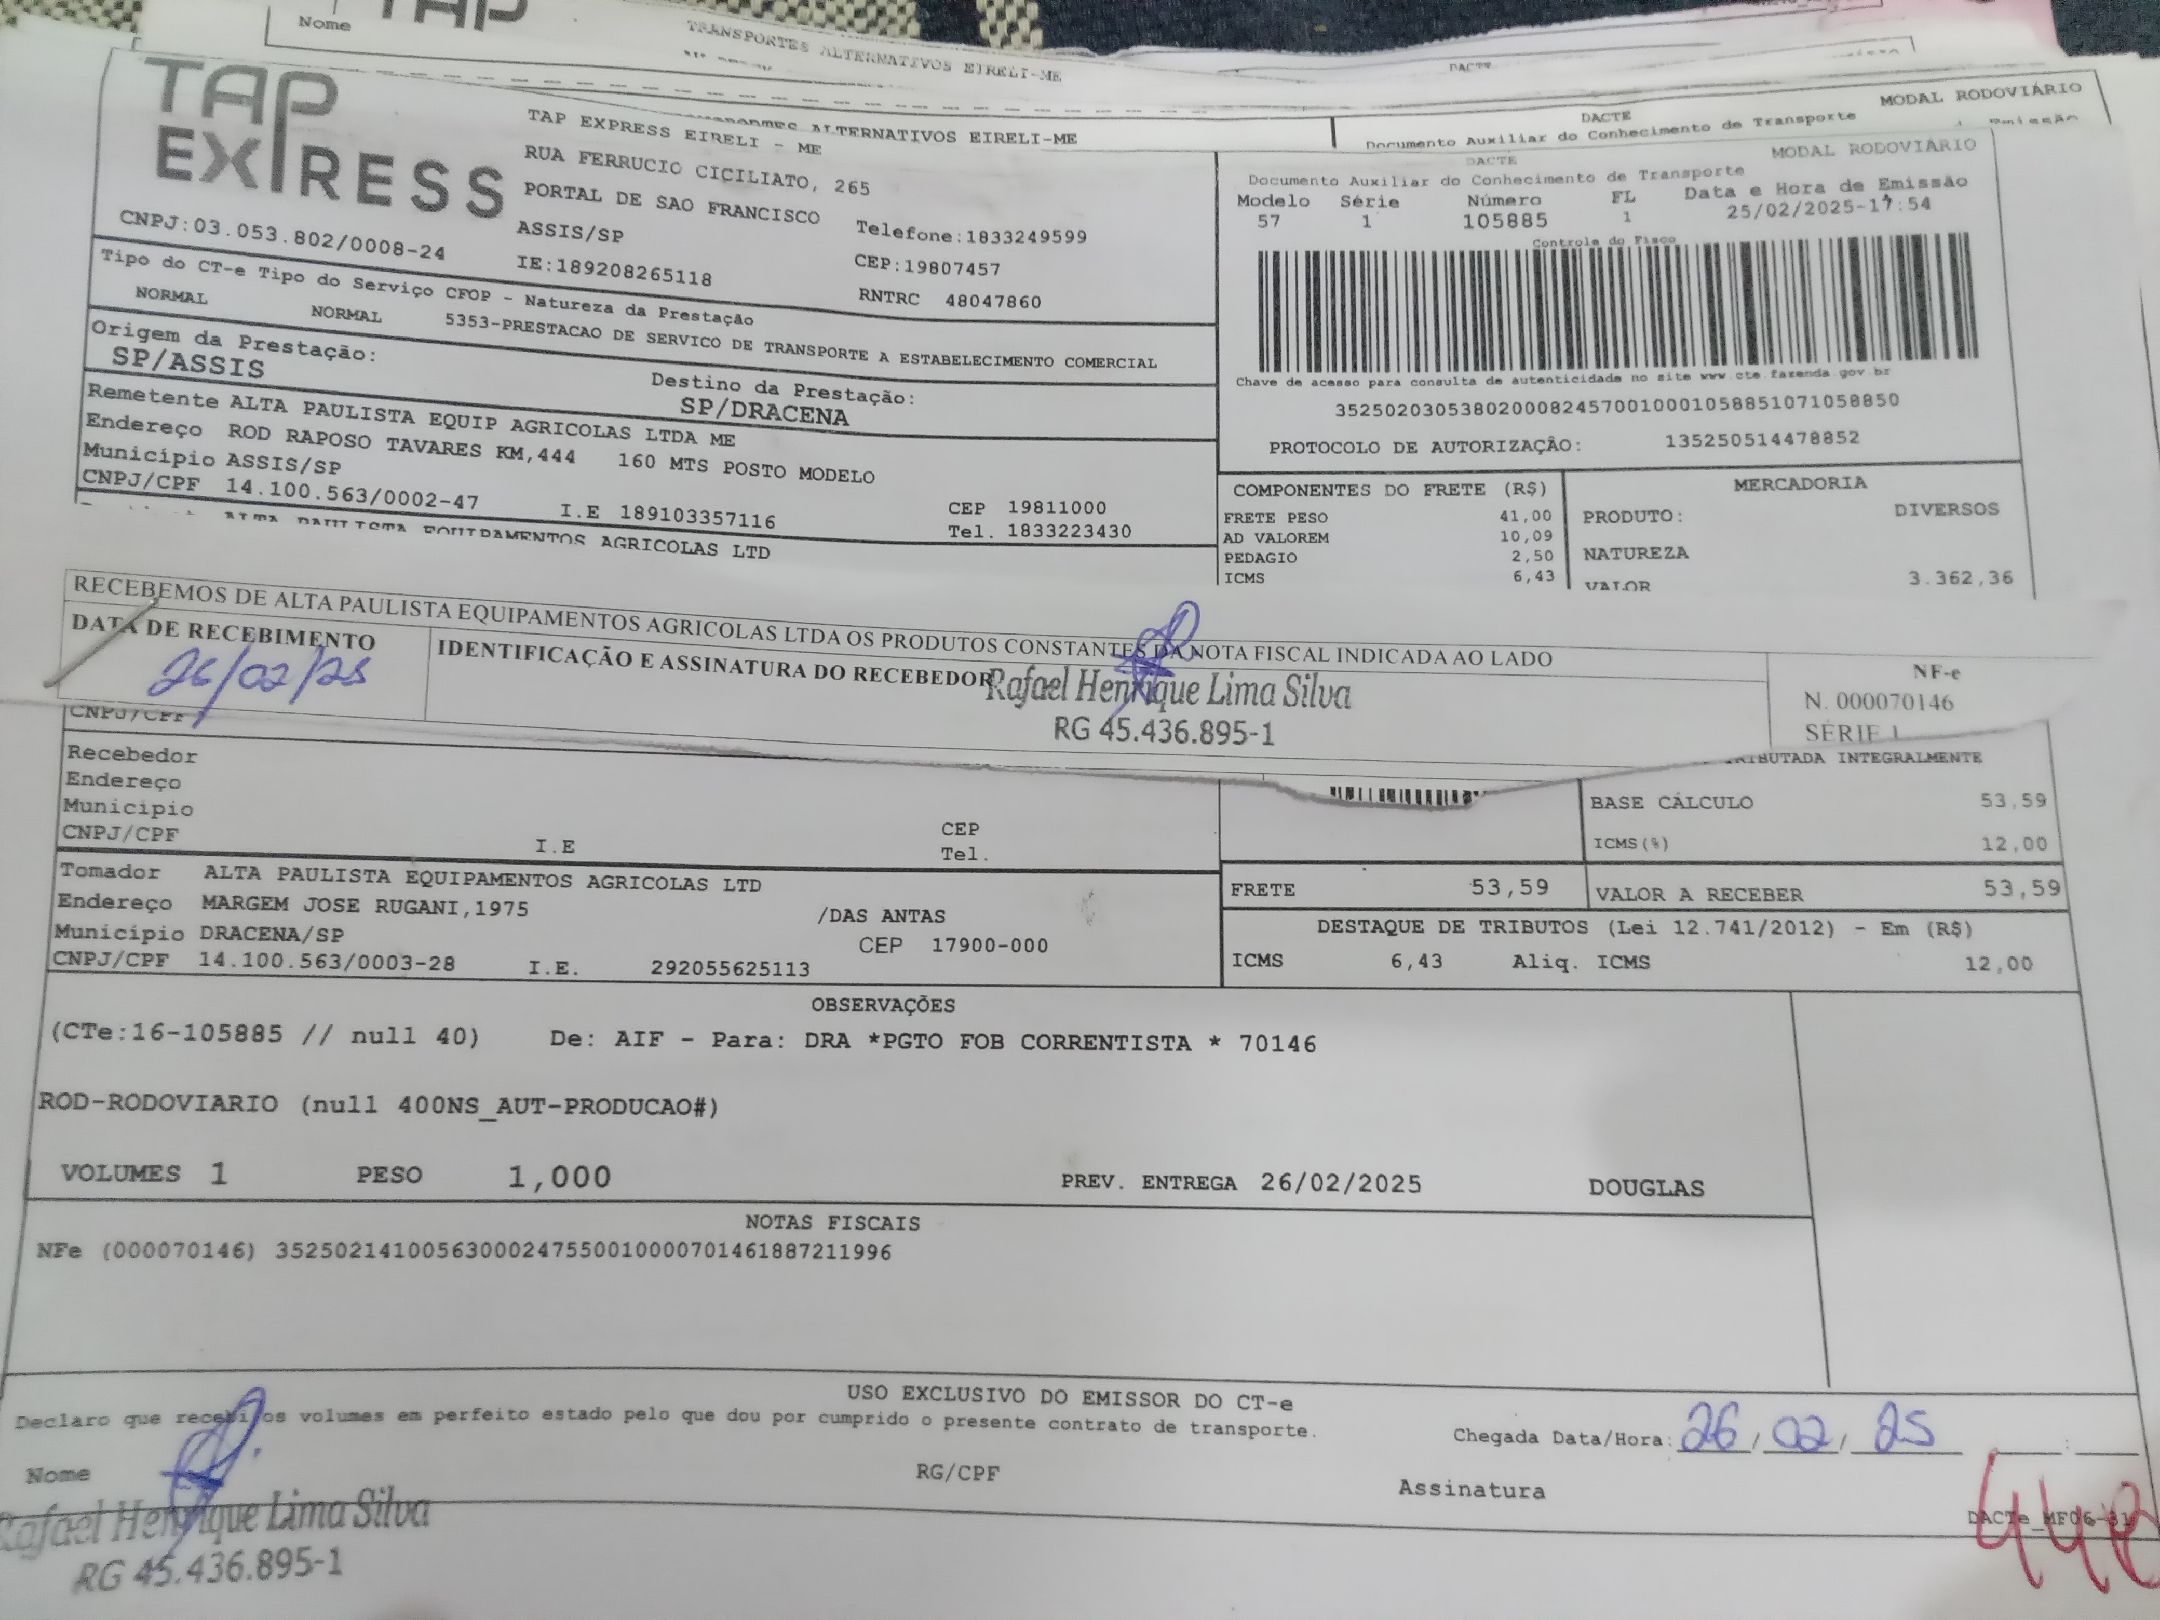 Nome
TAP
TRANSPORTES ALTERNATIVOS EIRELI-ME
DACTE
DACTE
MODAL RODOVIÁRIO
ALTERNATIVOS EIRELI-ME
Documento Auxiliar do Conhecimento de Transporte
TAP EXPRESS
TAP EXPRESS EIRELI - ME
RUA FERRUCIO CICILIATO, 265
PORTAL DE SAO FRANCISCO
ASSIS/SP
Telefone:1833249599
CNPJ:03.053.802/0008-24
IE:189208265118
CEP:19807457
RNTRC 48047860
DACTE
MODAL RODOVIÁRIO
Documento Auxiliar do Conhecimento de Transporte
Modelo Série Número FL Data e Hora de Emissão
57 1 105885 1 25/02/2025-17:54
Controle do Fisco
Chave de acesso para consulta de autenticidade no site www.cte.fazenda.gov.br
35250203053802000824570010001058851071058850
PROTOCOLO DE AUTORIZAÇÃO: 135250514478852
Tipo do CT-e Tipo do Serviço CFOP - Natureza da Prestação
NORMAL NORMAL 5353-PRESTACAO DE SERVICO DE TRANSPORTE A ESTABELECIMENTO COMERCIAL
Origem da Prestação: Destino da Prestação:
SP/ASSIS SP/DRACENA
Remetente ALTA PAULISTA EQUIP AGRICOLAS LTDA ME
Endereço ROD RAPOSO TAVARES KM,444 160 MTS POSTO MODELO
Município ASSIS/SP CEP 19811000
CNPJ/CPF 14.100.563/0002-47 I.E 189103357116 Tel. 1833223430
ALTA PAULISTA EQUIPAMENTOS AGRICOLAS LTD
COMPONENTES DO FRETE (R$) MERCADORIA
FRETE PESO 41,00 PRODUTO: DIVERSOS
AD VALOREM 10,09
PEDAGIO 2,50 NATUREZA
ICMS 6,43 VALOR 3.362,36
RECEBEMOS DE ALTA PAULISTA EQUIPAMENTOS AGRICOLAS LTDA OS PRODUTOS CONSTANTES DA NOTA FISCAL INDICADA AO LADO
DATA DE RECEBIMENTO IDENTIFICAÇÃO E ASSINATURA DO RECEBEDOR
26/02/25
Rafael Henrique Lima Silva
RG 45.436.895-1
NF-e
N. 000070146
SÉRIE 1
CNPJ/CPF
TRIBUTADA INTEGRALMENTE
Recebedor
Endereço
Município CEP
CNPJ/CPF I.E Tel.
BASE CÁLCULO 53,59
ICMS(%) 12,00
Tomador ALTA PAULISTA EQUIPAMENTOS AGRICOLAS LTD
Endereço MARGEM JOSE RUGANI,1975 /DAS ANTAS
Município DRACENA/SP CEP 17900-000
CNPJ/CPF 14.100.563/0003-28 I.E. 292055625113
FRETE 53,59 VALOR A RECEBER 53,59
DESTAQUE DE TRIBUTOS (Lei 12.741/2012) - Em (R$)
ICMS 6,43 Aliq. ICMS 12,00
OBSERVAÇÕES
(CTe:16-105885 // null 40) De: AIF - Para: DRA *PGTO FOB CORRENTISTA * 70146
ROD-RODOVIARIO (null 400NS_AUT-PRODUCAO#)
VOLUMES 1 PESO 1,000 PREV. ENTREGA 26/02/2025 DOUGLAS
NOTAS FISCAIS
NFe (000070146) 35250214100563000247550010000701461887211996
USO EXCLUSIVO DO EMISSOR DO CT-e
Declaro que recebi os volumes em perfeito estado pelo que dou por cumprido o presente contrato de transporte.
Chegada Data/Hora: 26/02/25 :
Nome RG/CPF Assinatura
Rafael Henrique Lima Silva
RG 45.436.895-1